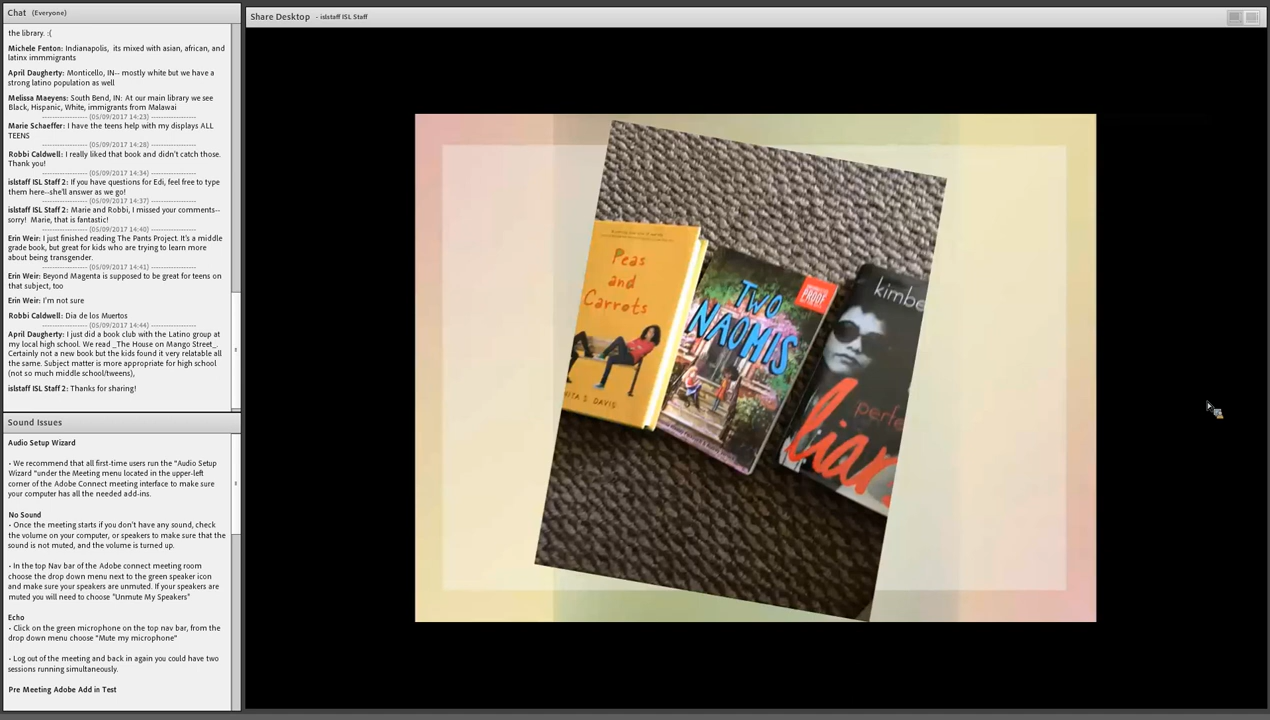 Chat (Everyone)
the library. :(
Michele Fenton: Indianapolis, its mixed with asian, african, and
latinx immmigrants
April Daugherty: Monticello, IN-- mostly white but we have a
strong latino population as well
Melissa Maeyens: South Bend, IN: At our main library we see
Black, Hispanic, White, immigrants from Malawai
------------------ (05/09/2017 14:23) ------------------
Marie Schaeffer: I have the teens help with my displays ALL
TEENS
------------------ (05/09/2017 14:28) ------------------
Robbi Caldwell: I really liked that book and didn't catch those.
Thank you!
------------------ (05/09/2017 14:34) ------------------
islstaff ISL Staff 2: If you have questions for Edi, feel free to type
them here--she'll answer as we go!
------------------ (05/09/2017 14:37) ------------------
islstaff ISL Staff 2: Marie and Robbi, I missed your comments--
sorry! Marie, that is fantastic!
------------------ (05/09/2017 14:40) ------------------
Erin Weir: I just finished reading The Pants Project. It's a middle
grade book, but great for kids who are trying to learn more
about being transgender.
------------------ (05/09/2017 14:41) ------------------
Erin Weir: Beyond Magenta is supposed to be great for teens on
that subject, too
Erin Weir: I'm not sure
Robbi Caldwell: Dia de los Muertos
------------------ (05/09/2017 14:44) ------------------
April Daugherty: I just did a book club with the Latino group at
my local high school. We read _The House on Mango Street_.
Certainly not a new book but the kids found it very relatable all
the same. Subject matter is more appropriate for high school
(not so much middle school/tweens),
islstaff ISL Staff 2: Thanks for sharing!
Sound Issues
Audio Setup Wizard
• We recommend that all first-time users run the "Audio Setup
Wizard "under the Meeting menu located in the upper-left
corner of the Adobe Connect meeting interface to make sure
your computer has all the needed add-ins.
No Sound
• Once the meeting starts if you don't have any sound, check
the volume on your computer, or speakers to make sure that the
sound is not muted, and the volume is turned up.
• In the top Nav bar of the Adobe connect meeting room
choose the drop down menu next to the green speaker icon
and make sure your speakers are unmuted. If your speakers are
muted you will need to choose "Unmute My Speakers"
Echo
• Click on the green microphone on the top nav bar, from the
drop down menu choose "Mute my microphone"
• Log out of the meeting and back in again you could have two
sessions running simultaneously.
Pre Meeting Adobe Add in Test
Share Desktop - islstaff ISL Staff
Peas
and
Carrots
ITA S. DAVIS
TWO
NAOMIS
PROOF
kimbe
perfe
liar